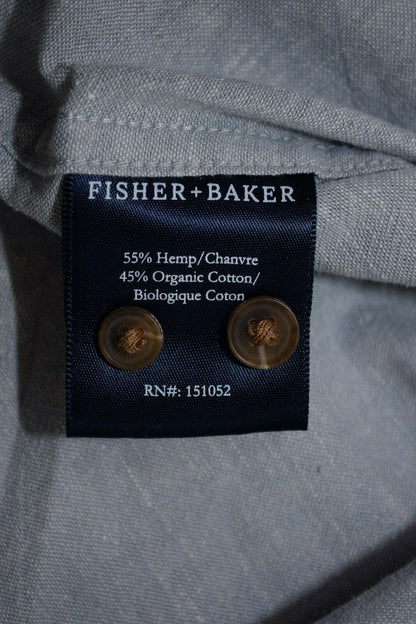 FISHER+BAKER
55% Hemp/Chanvre
45% Organic Cotton/
Biologique Coton
RN#: 151052